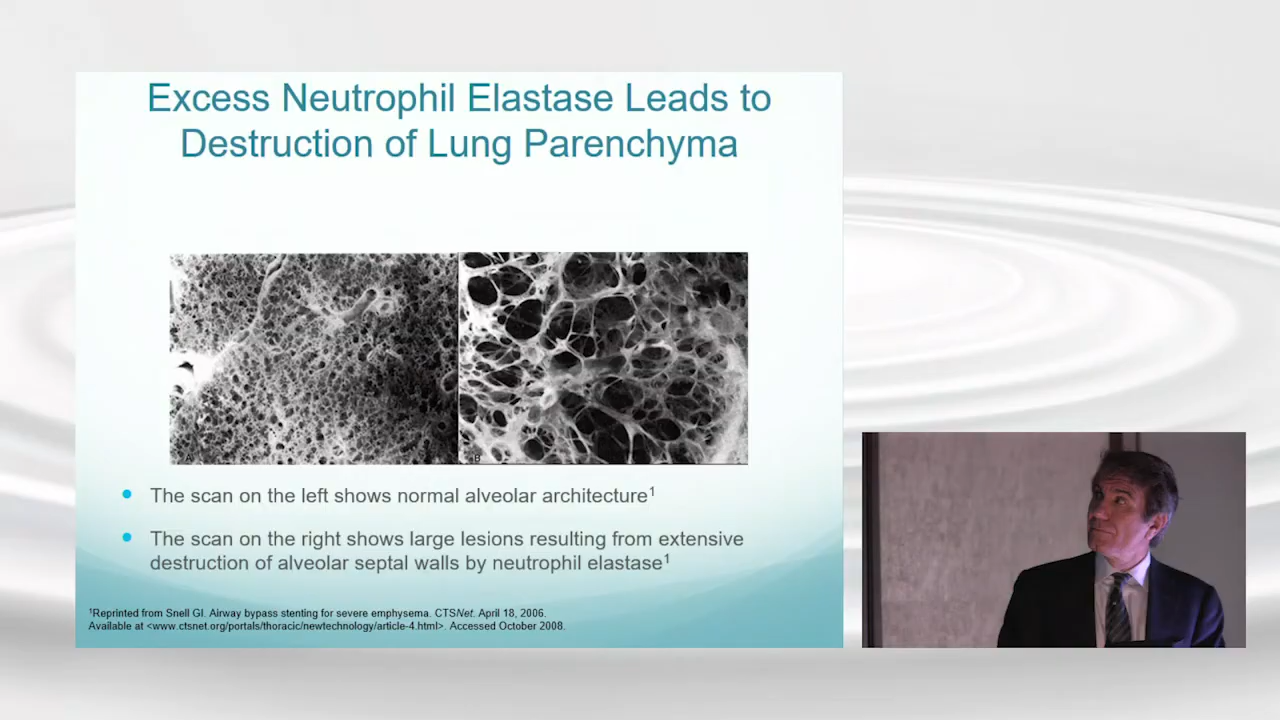 Excess Neutrophil Elastase Leads to
Destruction of Lung Parenchyma
B
The scan on the left shows normal alveolar architecture¹
The scan on the right shows large lesions resulting from extensive
destruction of alveolar septal walls by neutrophil elastase¹
¹Reprinted from Snell GI. Airway bypass stenting for severe emphysema. CTSNet. April 18, 2006.
Available at <www.ctsnet.org/portals/thoracic/newtechnology/article-4.html>. Accessed October 2008.